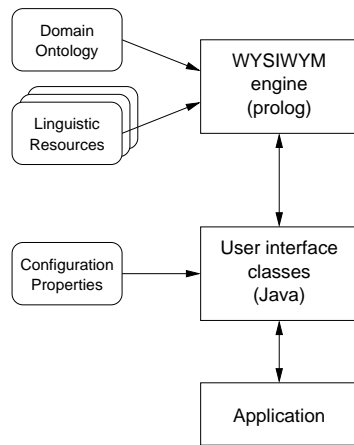 Domain
Ontology
WYSIWYM
engine
(prolog)
Linguistic
Resources
User interface
classes
(Java)
Configuration
Properties
Application